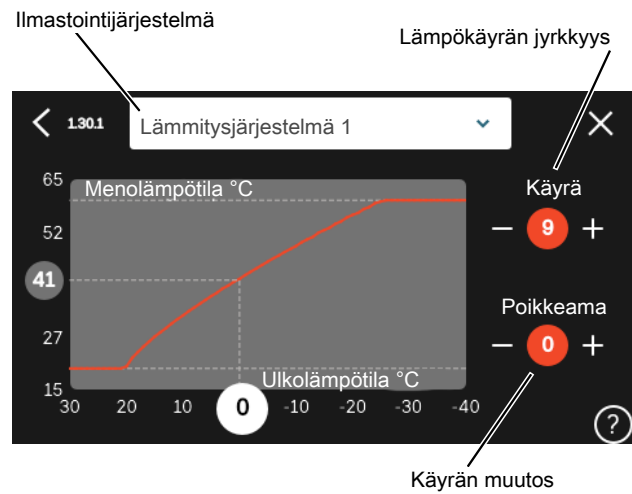 Ilmastointijärjestelmä
Lämpökäyrän jyrkkyys
1.30.1
Lämmitysjärjestelmä 1
65
Menolämpötila °C
Käyrä
52
− 9 +
41
Poikkeama
27
− 0 +
Ulkolämpötila °C
15
30 20 10 0 -10 -20 -30 -40
?
Käyrän muutos